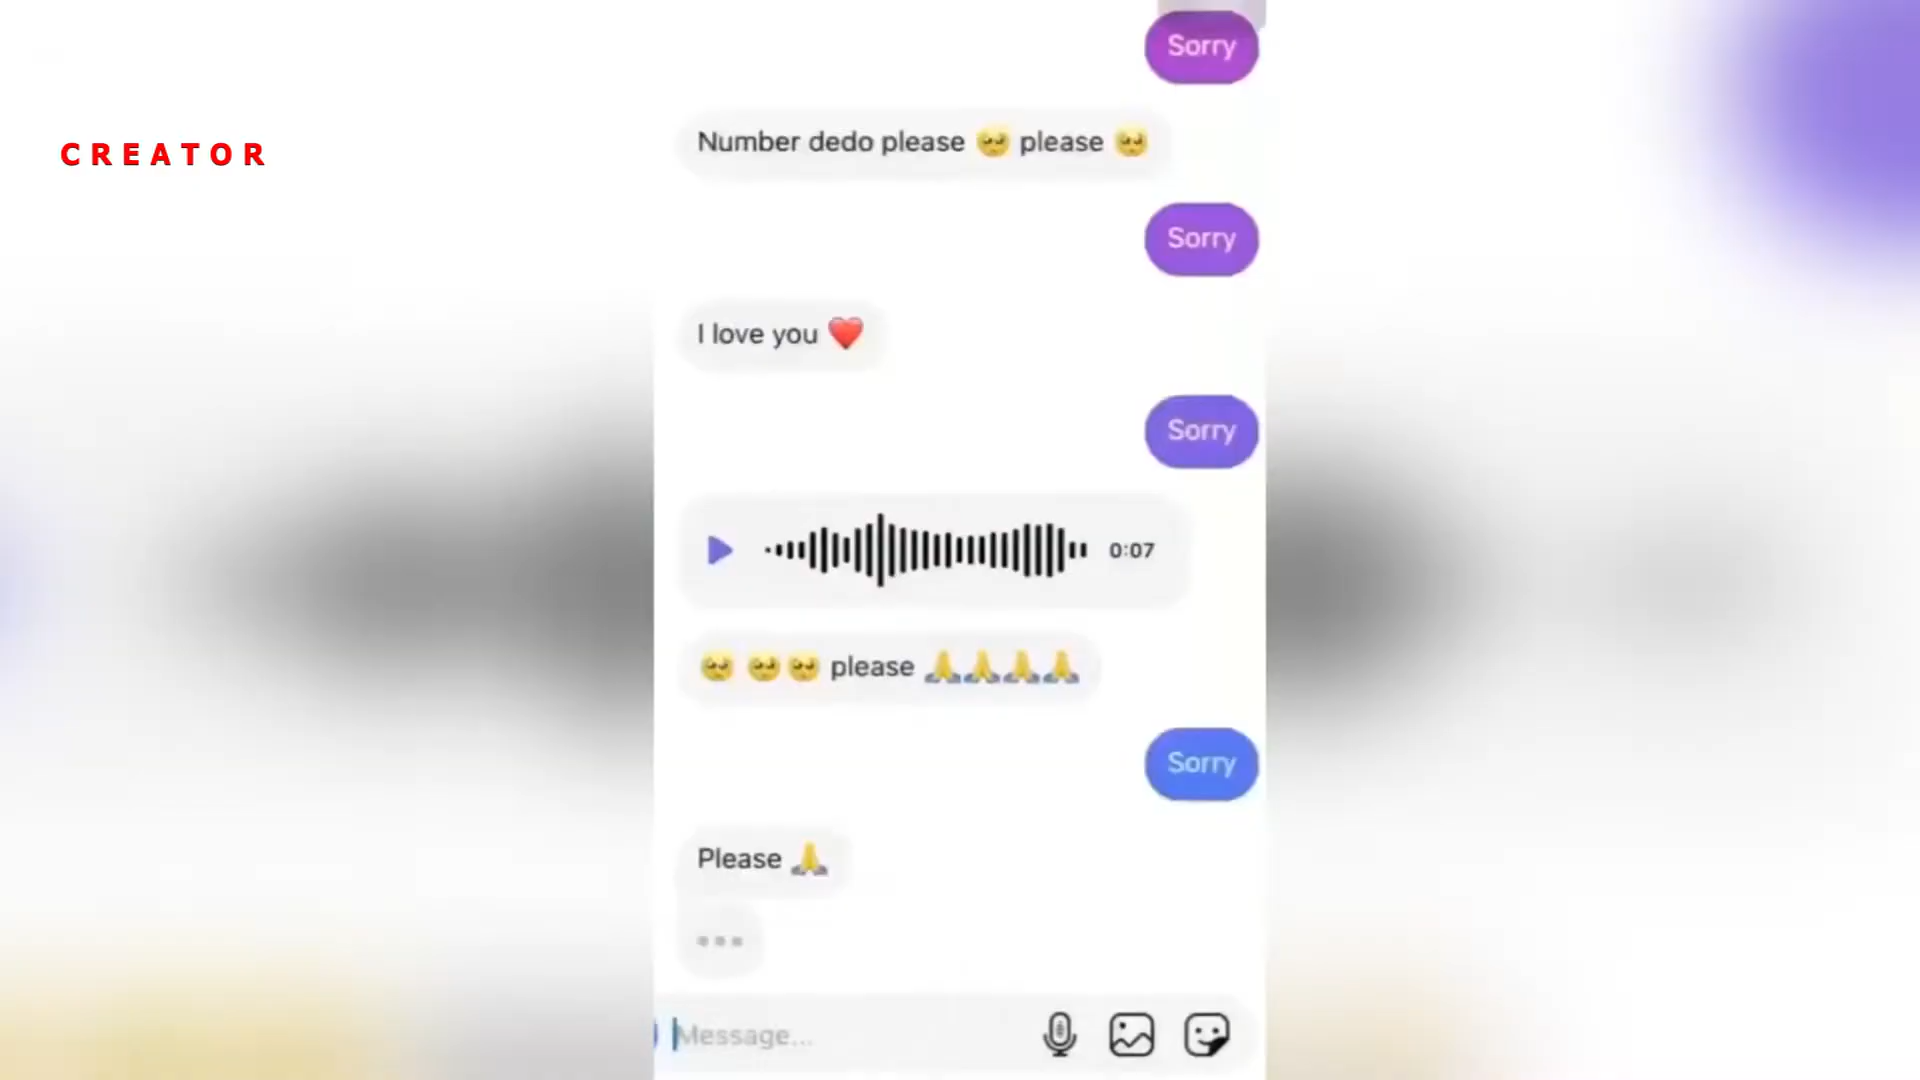 Sorry
CREATOR
Number dedo please 🥺 please 🥺
Sorry
I love you ❤️
Sorry
0:07
🥺 🥺🥺 please 🙏🙏🙏🙏
Sorry
Please 🙏
Message...